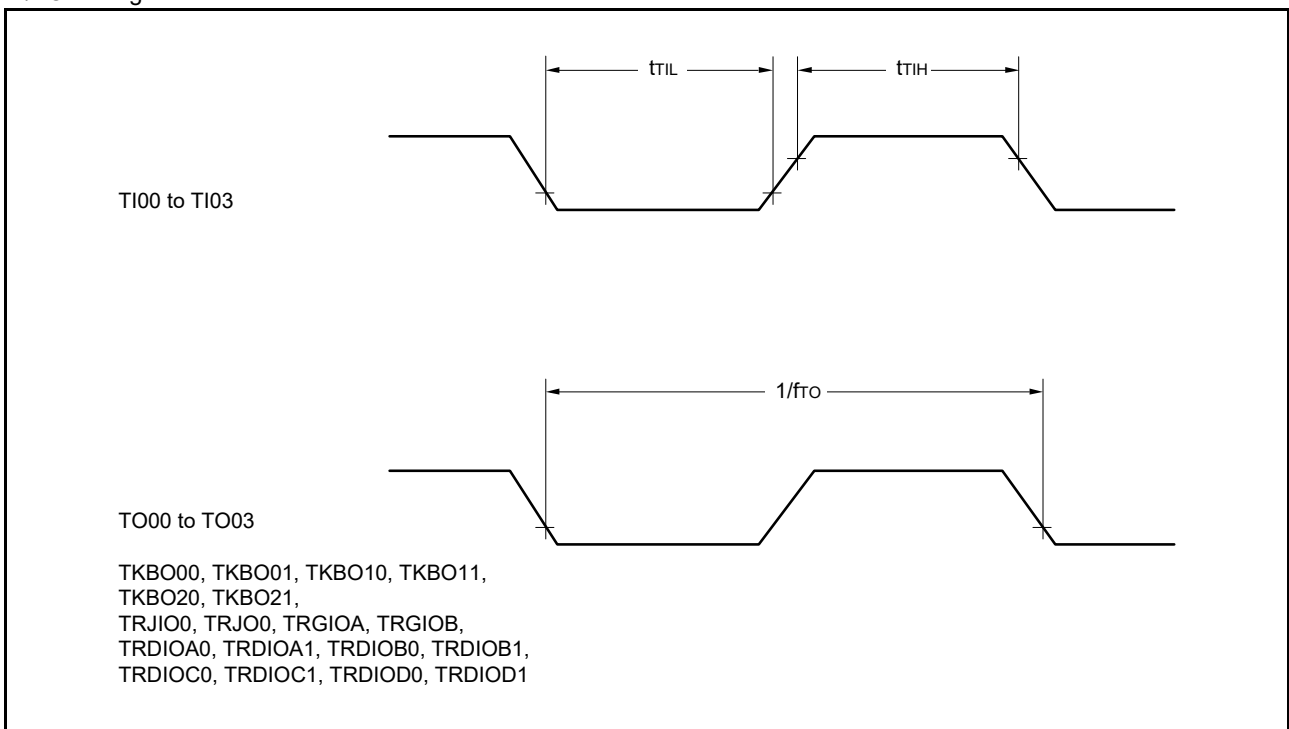 tTIL
tTIH
TI00 to TI03
1/fTO
TO00 to TO03
TKBO00, TKBO01, TKBO10, TKBO11,
TKBO20, TKBO21,
TRJIO0, TRJO0, TRGIOA, TRGIOB,
TRDIOA0, TRDIOA1, TRDIOB0, TRDIOB1,
TRDIOC0, TRDIOC1, TRDIOD0, TRDIOD1